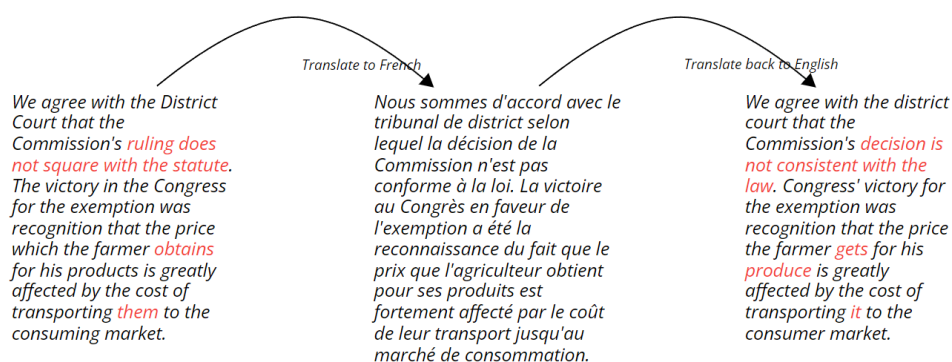 Translate to French
Translate back to English
We agree with the District
Court that the
Commission's ruling does
not square with the statute.
The victory in the Congress
for the exemption was
recognition that the price
which the farmer obtains
for his products is greatly
affected by the cost of
transporting them to the
consuming market.
Nous sommes d'accord avec le
tribunal de district selon
lequel la décision de la
Commission n'est pas
conforme à la loi. La victoire
au Congrès en faveur de
l'exemption a été la
reconnaissance du fait que le
prix que l'agriculteur obtient
pour ses produits est
fortement affecté par le coût
de leur transport jusqu'au
marché de consommation.
We agree with the district
court that the
Commission's decision is
not consistent with the
law. Congress' victory for
the exemption was
recognition that the price
the farmer gets for his
produce is greatly
affected by the cost of
transporting it to the
consumer market.